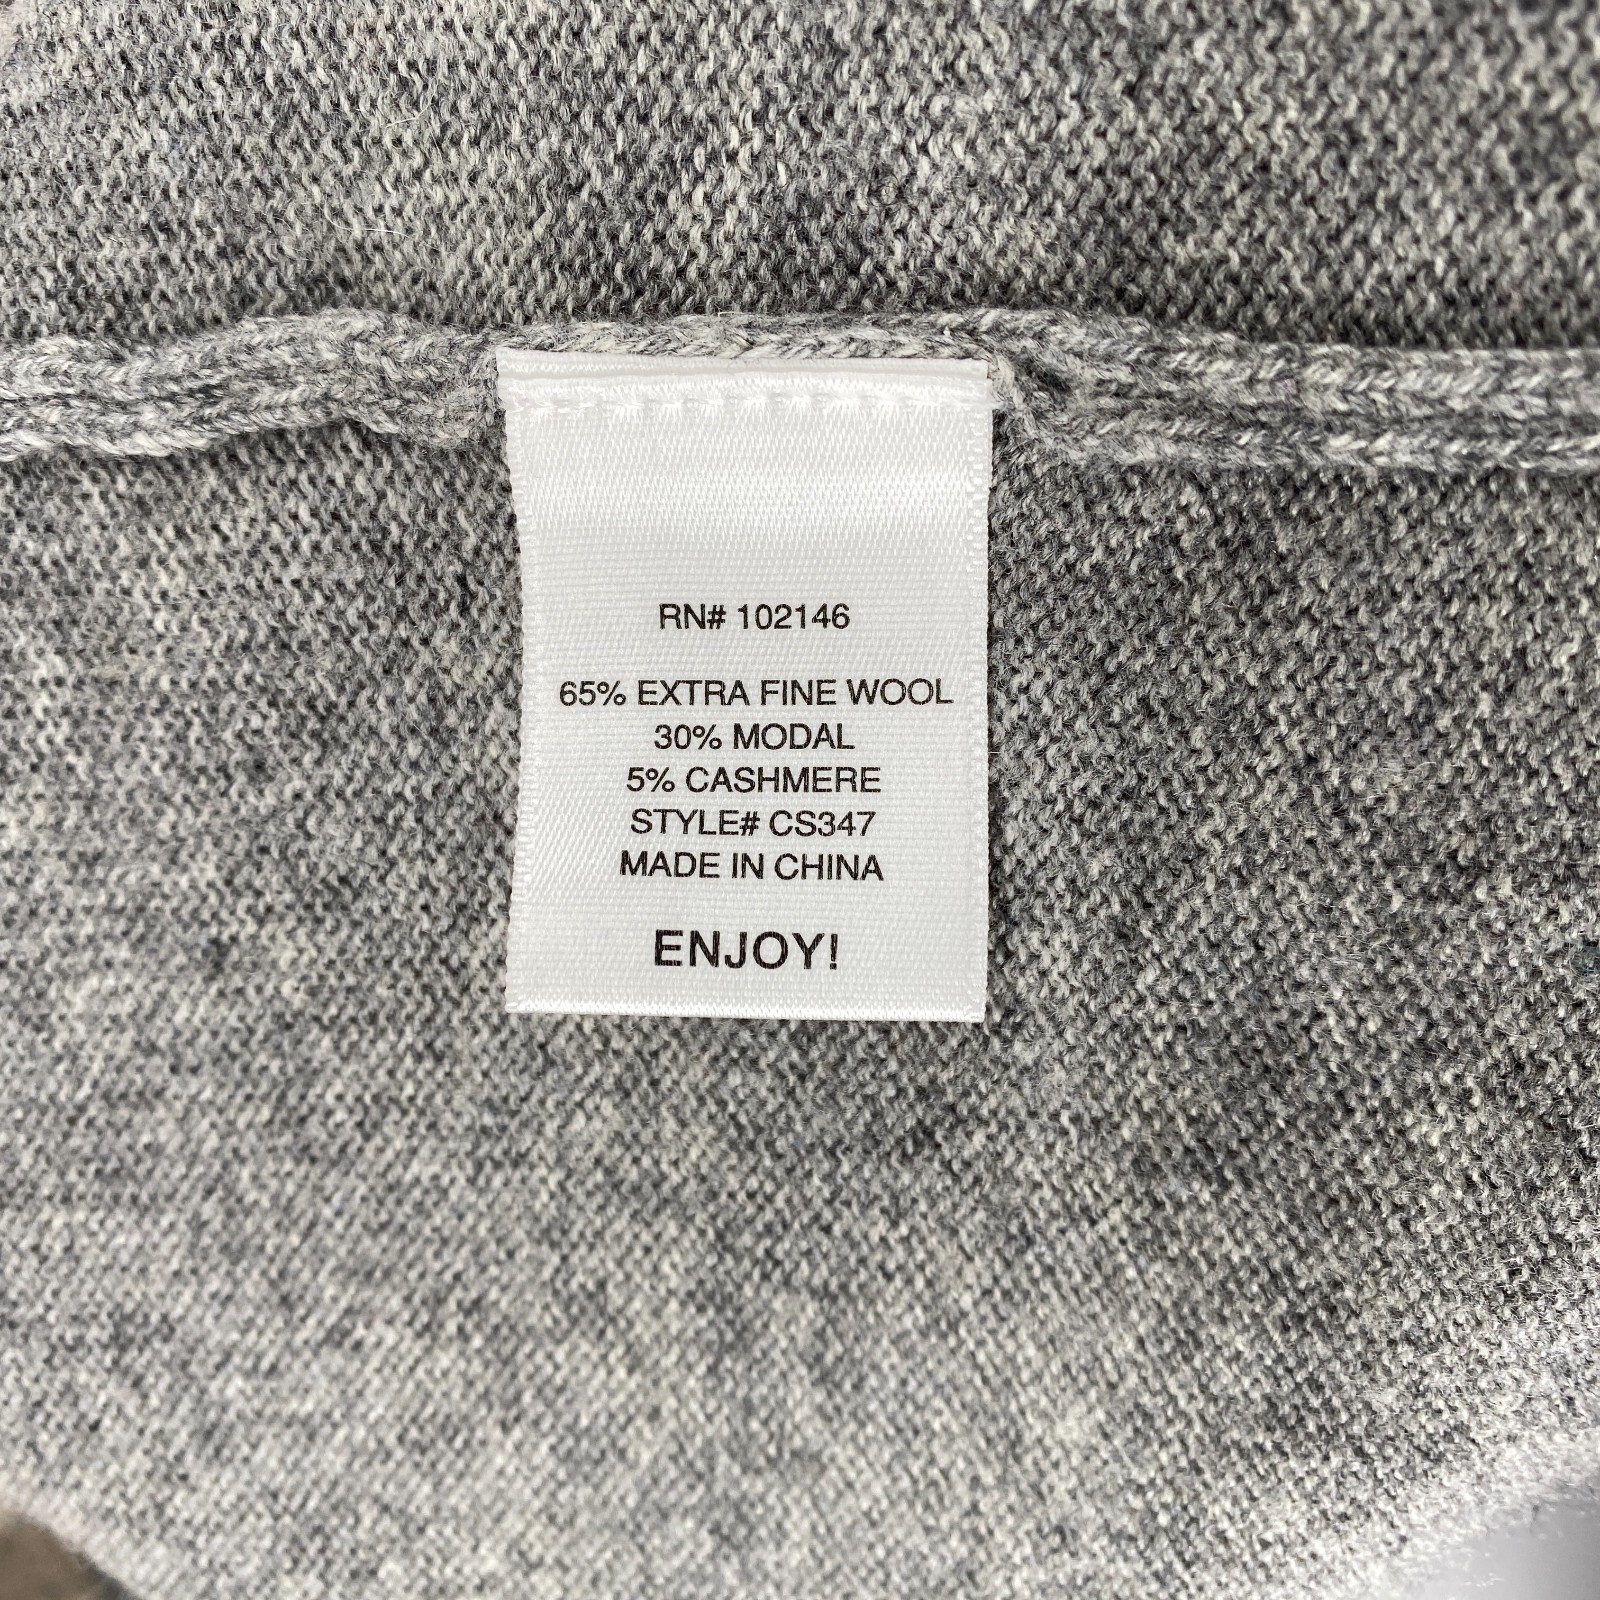 RN# 102146
65% EXTRA FINE WOOL
30% MODAL
5% CASHMERE
STYLE# CS347
MADE IN CHINA
ENJOY!